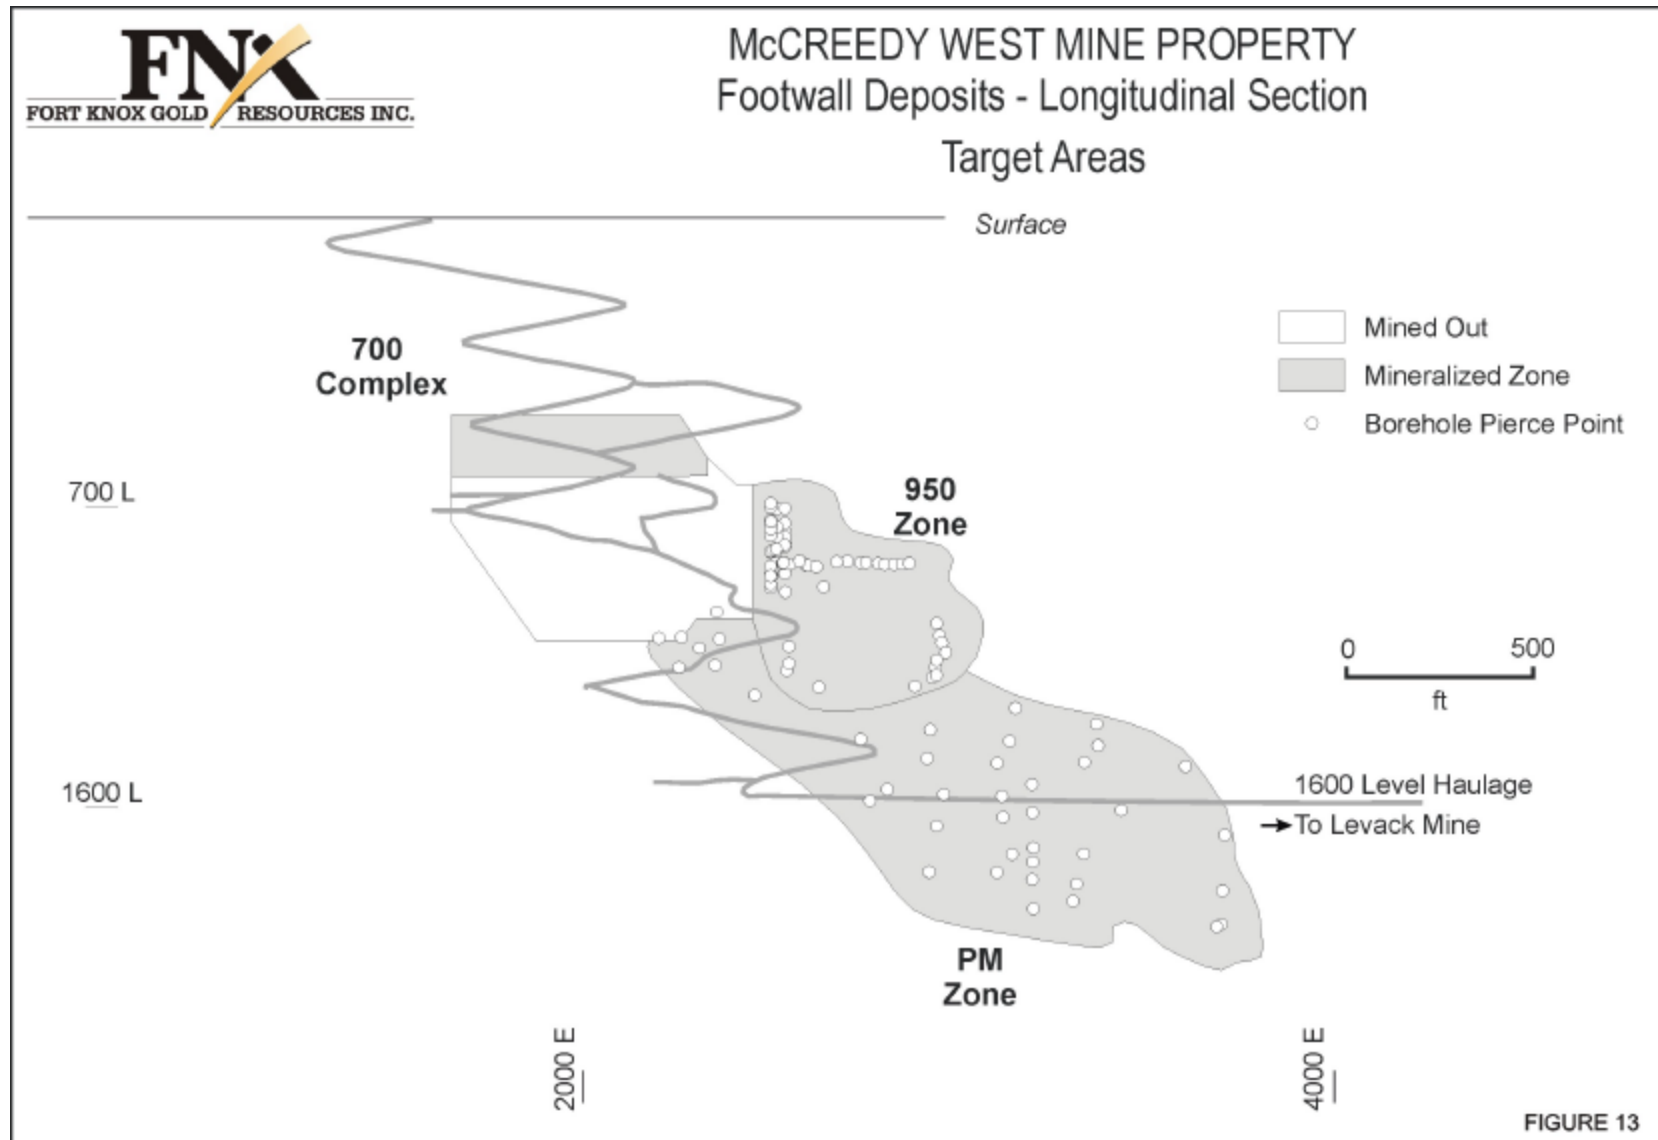 FNX
FORT KNOX GOLD RESOURCES INC.
McCREEDY WEST MINE PROPERTY
Footwall Deposits - Longitudinal Section
Target Areas
Surface
Mined Out
Mineralized Zone
Borehole Pierce Point
700
Complex
700 L
950
Zone
0 500
ft
1600 L
1600 Level Haulage
→To Levack Mine
PM
Zone
2000 E
4000 E
FIGURE 13